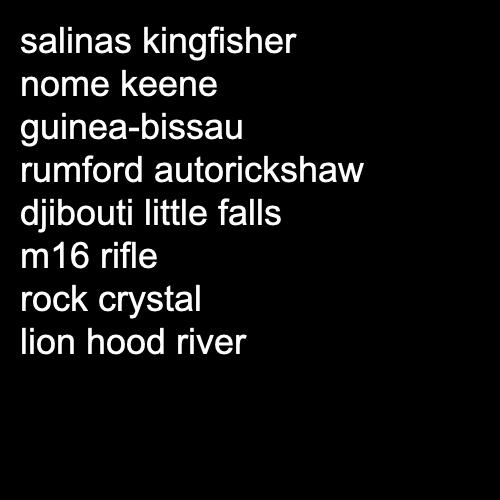 salinas kingfisher
nome keene
guinea-bissau
rumford autorickshaw
djibouti little falls
m16 rifle
rock crystal
lion hood river